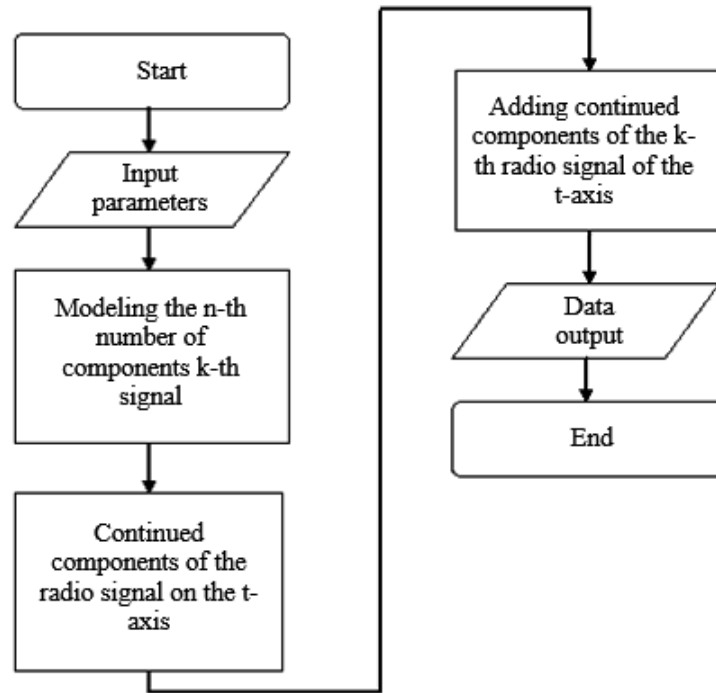 Start
Input
parameters
Modeling the n-th
number of
components k-th
signal
Continued
components of the
radio signal on the t-
axis
Adding continued
components of the k-
th radio signal of the
t-axis
Data
output
End